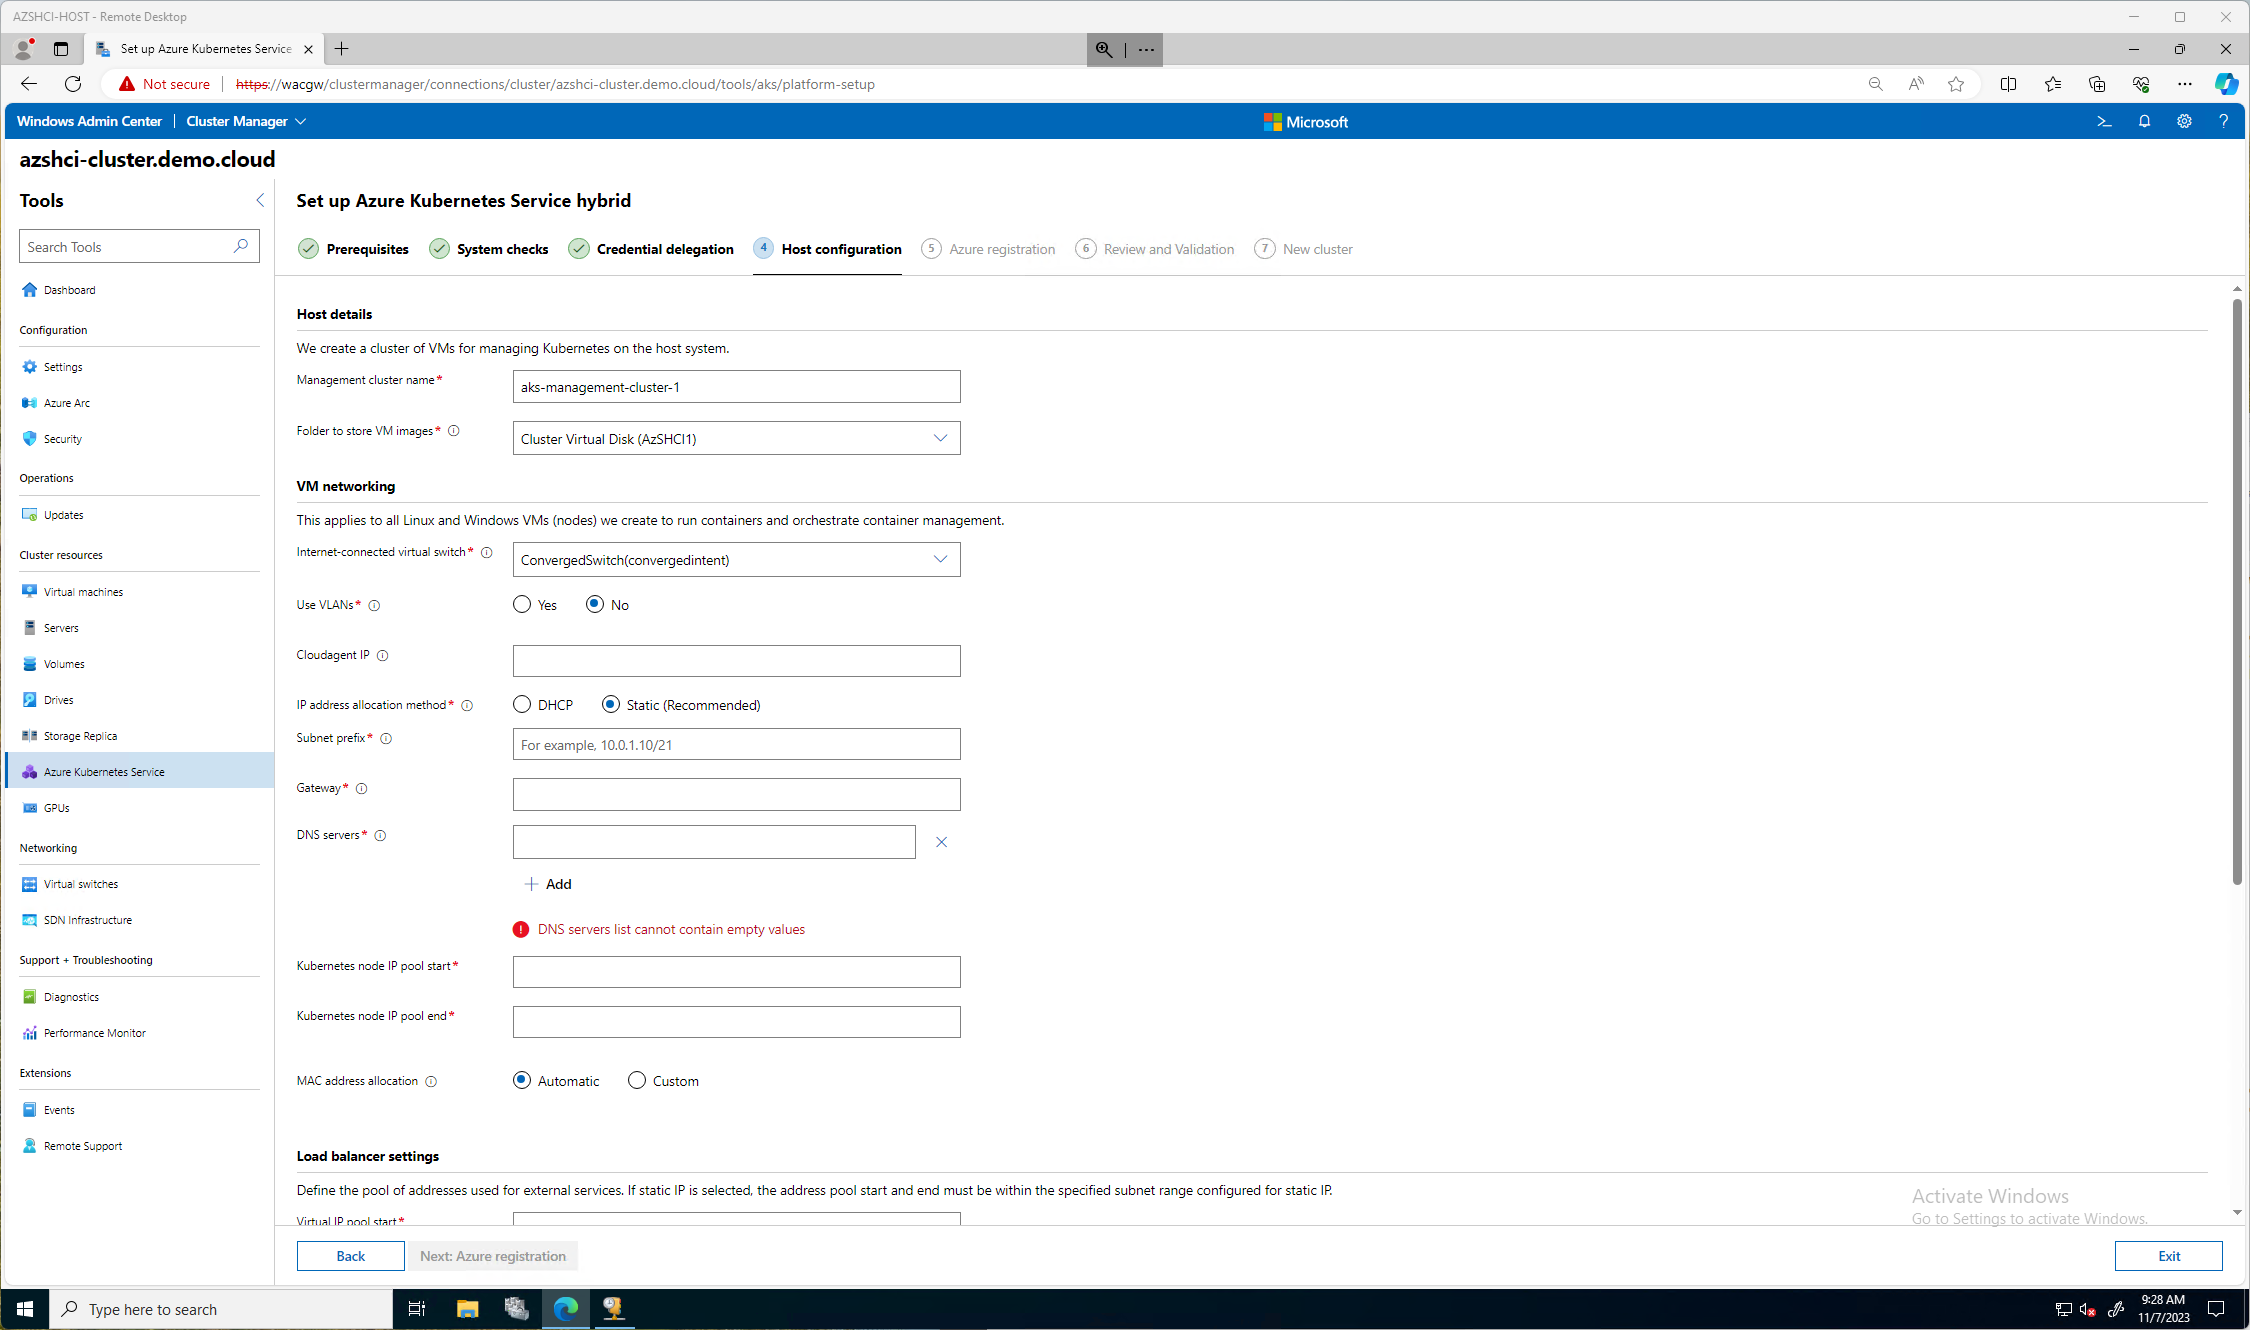 AZSHCI-HOST - Remote Desktop
Set up Azure Kubernetes Service
Not secure
https://wacgw/clustermanager/connections/cluster/azshci-cluster.demo.cloud/tools/aks/platform-setup
Windows Admin Center | Cluster Manager
Microsoft
azshci-cluster.demo.cloud
Tools
Search Tools
Dashboard
Configuration
Settings
Azure Arc
Security
Operations
Updates
Cluster resources
Virtual machines
Servers
Volumes
Drives
Storage Replica
Azure Kubernetes Service
GPUs
Networking
Virtual switches
SDN Infrastructure
Support + Troubleshooting
Diagnostics
Performance Monitor
Extensions
Events
Remote Support
Set up Azure Kubernetes Service hybrid
Prerequisites
System checks
Credential delegation
4 Host configuration
5 Azure registration
6 Review and Validation
7 New cluster
Host details
We create a cluster of VMs for managing Kubernetes on the host system.
Management cluster name*
aks-management-cluster-1
Folder to store VM images*
Cluster Virtual Disk (AzSHCI1)
VM networking
This applies to all Linux and Windows VMs (nodes) we create to run containers and orchestrate container management.
Internet-connected virtual switch*
ConvergedSwitch(convergedintent)
Use VLANs*
Yes No
Cloudagent IP
IP address allocation method*
DHCP Static (Recommended)
Subnet prefix*
For example, 10.0.1.10/21
Gateway*
DNS servers*
Add
DNS servers list cannot contain empty values
Kubernetes node IP pool start*
Kubernetes node IP pool end*
MAC address allocation
Automatic Custom
Load balancer settings
Define the pool of addresses used for external services. If static IP is selected, the address pool start and end must be within the specified subnet range configured for static IP.
Virtual IP pool start*
Activate Windows
Go to Settings to activate Windows.
Back
Next: Azure registration
Exit
Type here to search
9:28 AM
11/7/2023